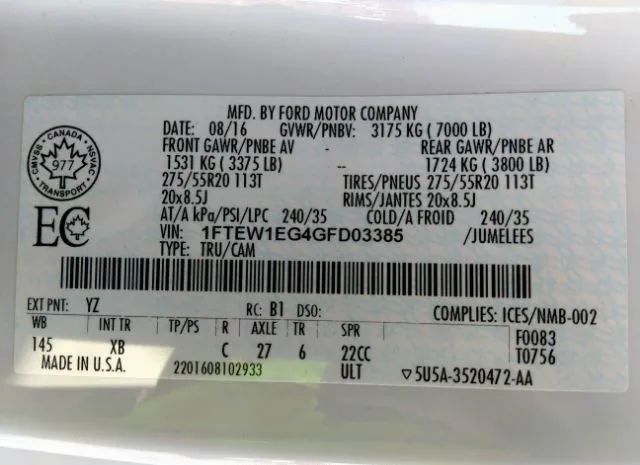 MFD. BY FORD MOTOR COMPANY
DATE: 08/16 GVWR/PNBV: 3175 KG ( 7000 LB)
FRONT GAWR/PNBE AV - REAR GAWR/PNBE AR
1531 KG ( 3375 LB) -- 1724 KG ( 3800 LB)
275/55R20 113T TIRES/PNEUS 275/55R20 113T
20x8.5J RIMS/JANTES 20x8.5J
AT/A kPa/PSI/LPC 240/35 COLD/A FROID 240/35
VIN: 1FTEW1EG4GFD03385 /JUMELEES
TYPE: TRU/CAM
CANADA
CMVSS NSVAC
977
TRANSPORT
EC
EXT PNT: YZ RC: B1 DSO: COMPLIES: ICES/NMB-002
WB INT TR TP/PS R AXLE TR SPR F0083
145 XB C 27 6 22CC T0756
MADE IN U.S.A. 2201608102933 ULT ▽5U5A-3520472-AA